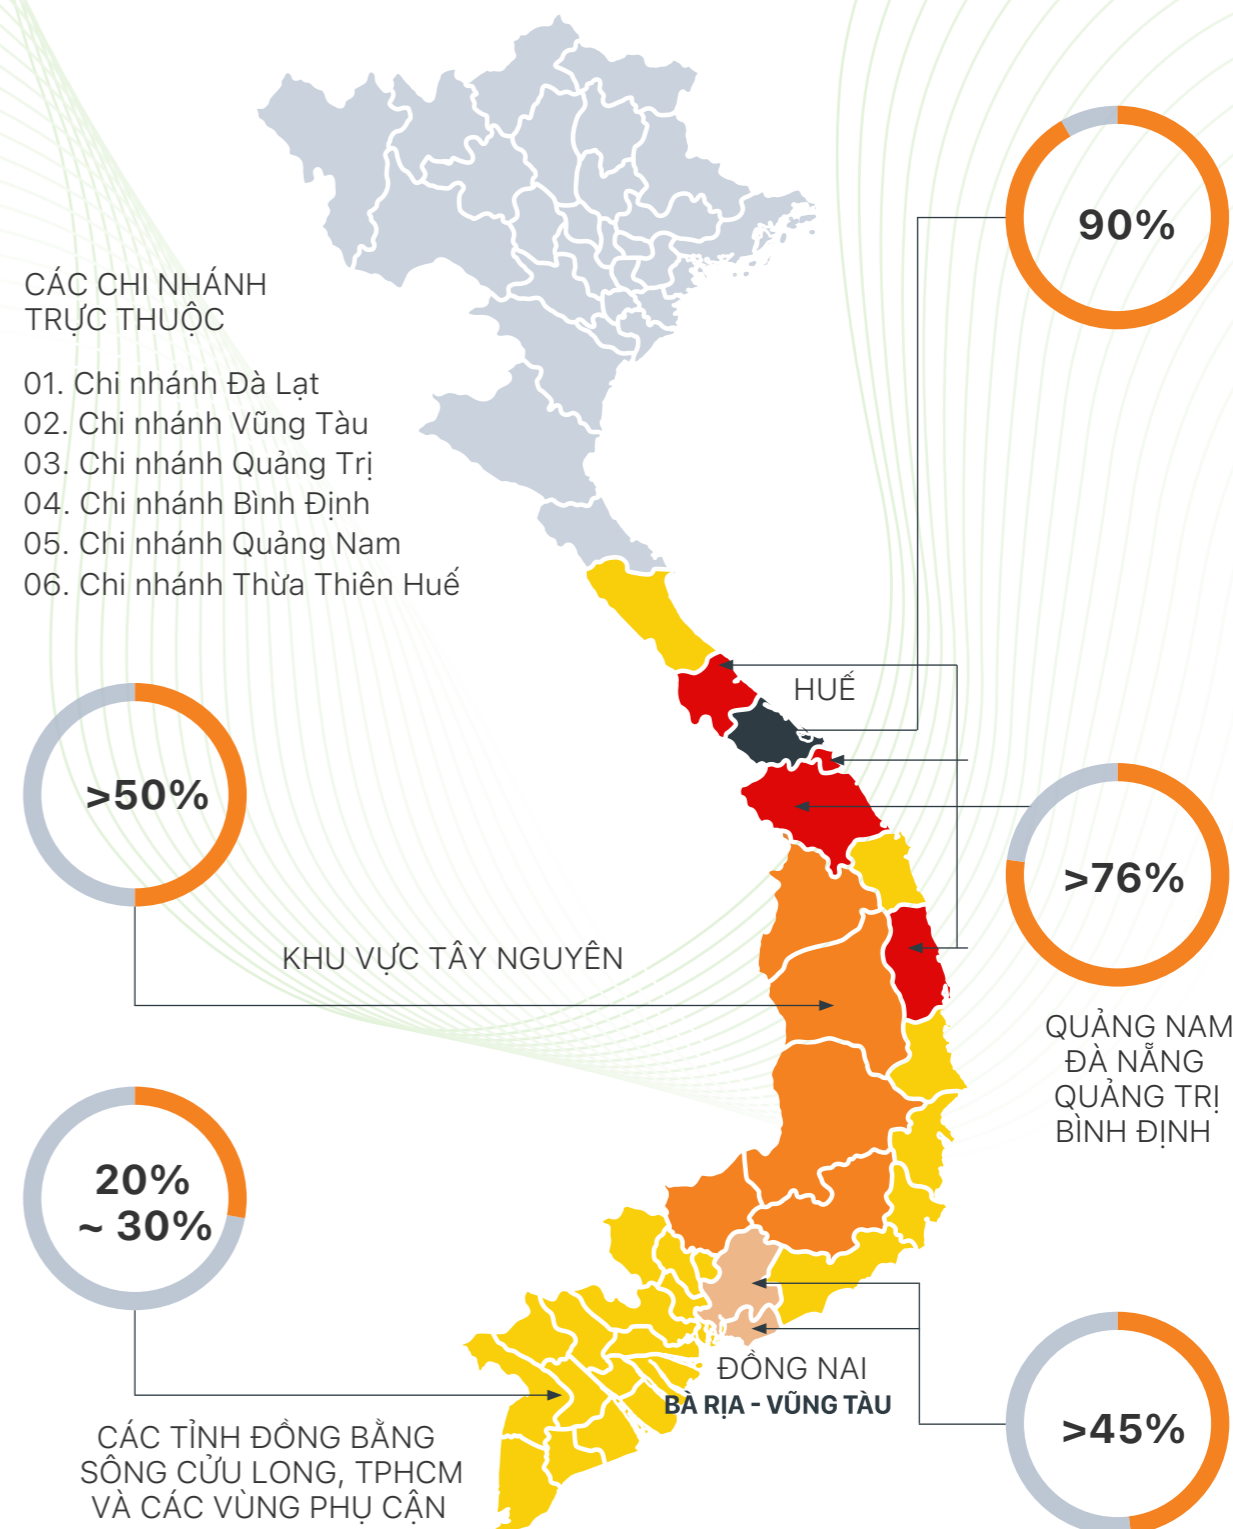 90%
CÁC CHI NHÁNH
TRỰC THUỘC
01. Chi nhánh Đà Lạt
02. Chi nhánh Vũng Tàu
03. Chi nhánh Quảng Trị
04. Chi nhánh Bình Định
05. Chi nhánh Quảng Nam
06. Chi nhánh Thừa Thiên Huế
HUẾ
>50%
>76%
KHU VỰC TÂY NGUYÊN
QUẢNG NAM
ĐÀ NẴNG
QUẢNG TRỊ
BÌNH ĐỊNH
20%
~ 30%
ĐỒNG NAI
BÀ RỊA - VŨNG TÀU
>45%
CÁC TỈNH ĐỒNG BẰNG
SÔNG CỬU LONG, TPHCM
VÀ CÁC VÙNG PHỤ CẬN